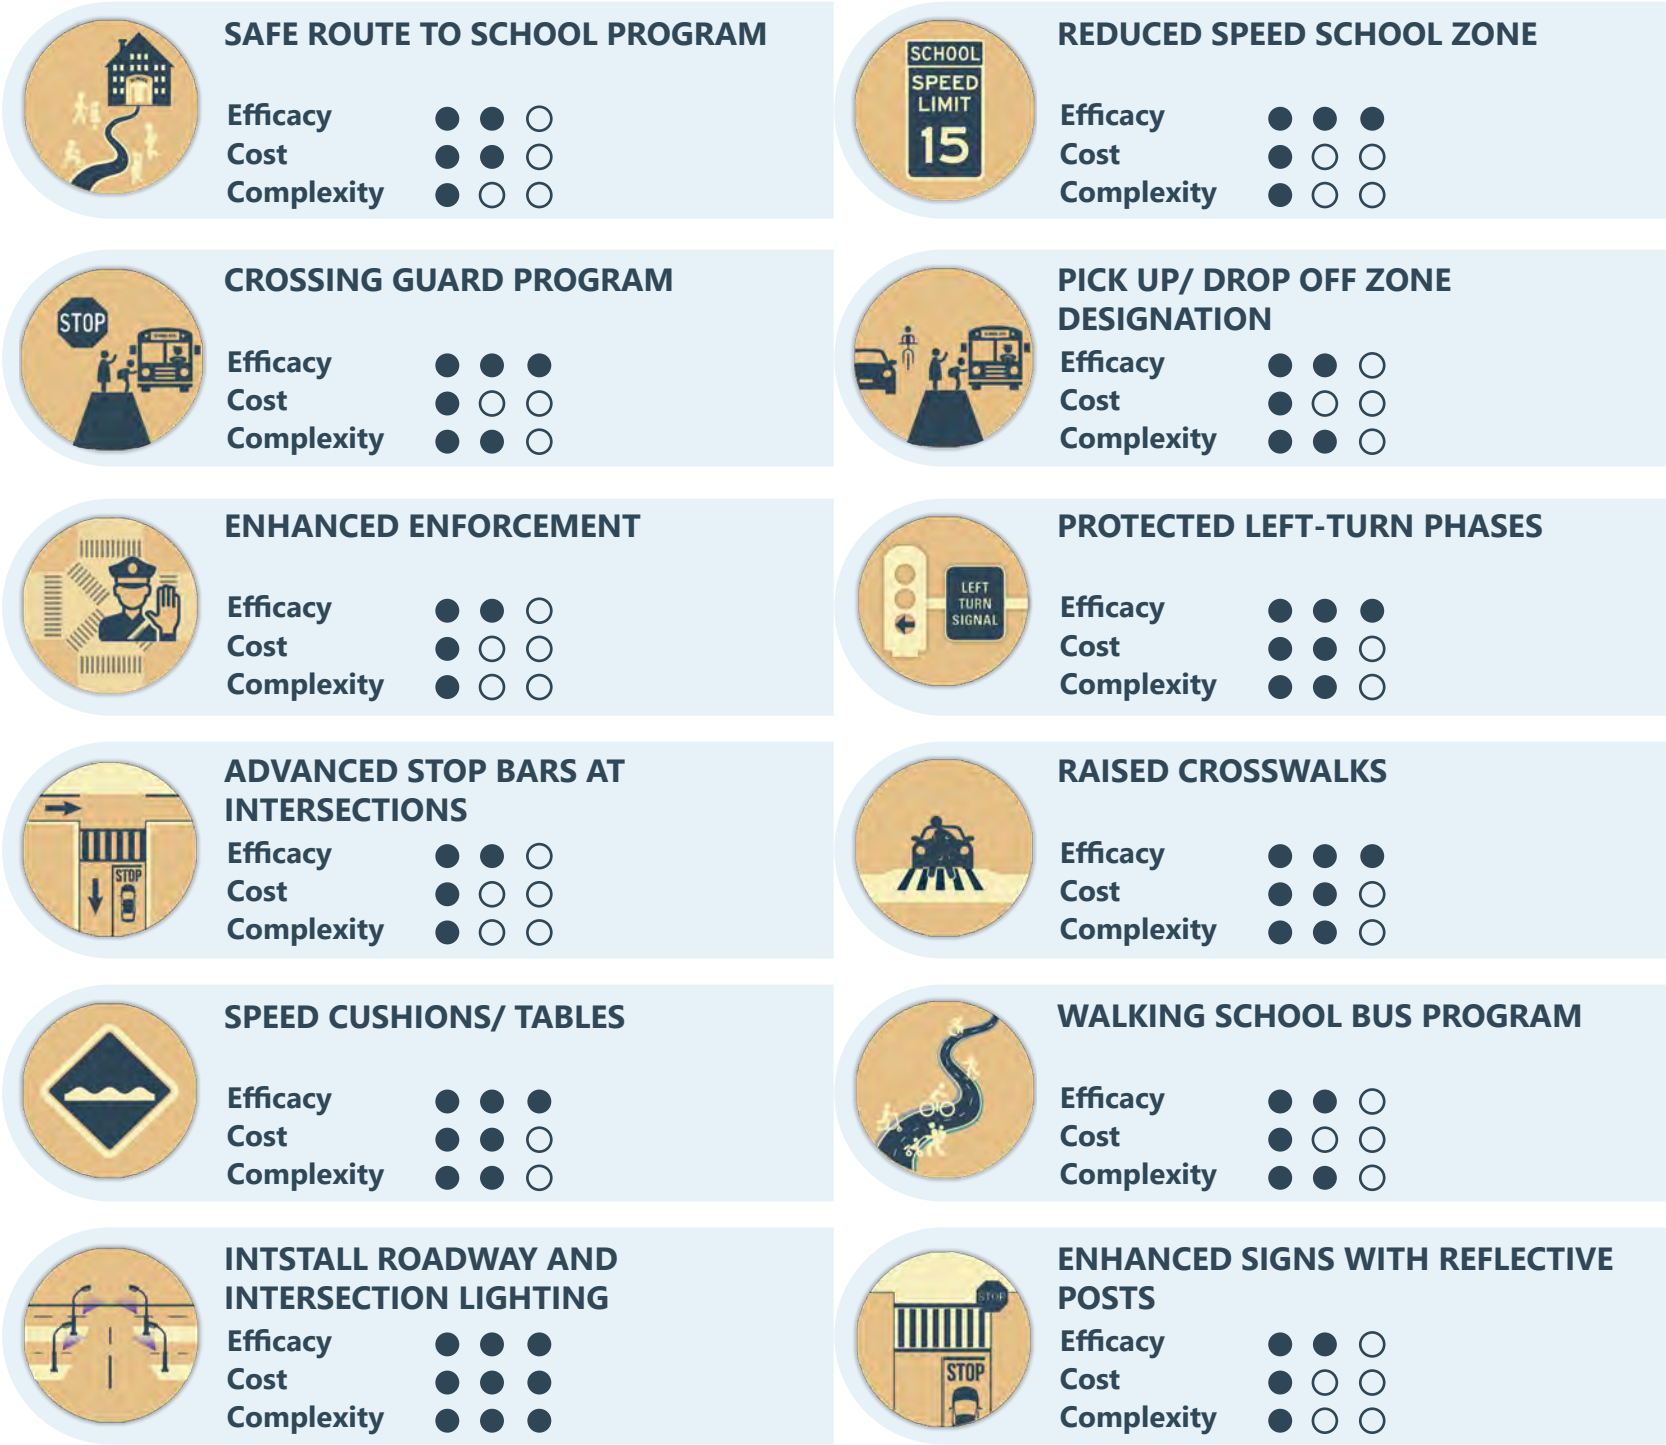 SAFE ROUTE TO SCHOOL PROGRAM
Efficacy
Cost
Complexity
SCHOOL
SPEED
LIMIT
15
REDUCED SPEED SCHOOL ZONE
Efficacy
Cost
Complexity
STOP
CROSSING GUARD PROGRAM
Efficacy
Cost
Complexity
PICK UP/ DROP OFF ZONE
DESIGNATION
Efficacy
Cost
Complexity
ENHANCED ENFORCEMENT
Efficacy
Cost
Complexity
LEFT
TURN
SIGNAL
PROTECTED LEFT-TURN PHASES
Efficacy
Cost
Complexity
STOP
ADVANCED STOP BARS AT
INTERSECTIONS
Efficacy
Cost
Complexity
RAISED CROSSWALKS
Efficacy
Cost
Complexity
SPEED CUSHIONS/ TABLES
Efficacy
Cost
Complexity
WALKING SCHOOL BUS PROGRAM
Efficacy
Cost
Complexity
INTSTALL ROADWAY AND
INTERSECTION LIGHTING
Efficacy
Cost
Complexity
STOP
STOP
ENHANCED SIGNS WITH REFLECTIVE
POSTS
Efficacy
Cost
Complexity